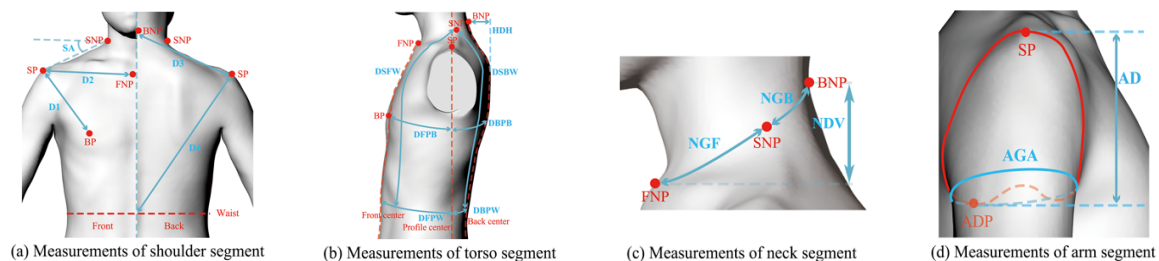 SNP
BNP
SNP
SA
SP
D2
D3
SP
FNP
D1
BP
D4
Waist
Front
Back
(a) Measurements of shoulder segment
SNP
BNP
HDH
FNP
SP
DSFW
DSBW
BP
DFPB
DBPB
DFPW
DBPW
Front center
Profile center
Back center
(b) Measurements of torso segment
BNP
NGB
NDV
SNP
NGF
FNP
(c) Measurements of neck segment
SP
AD
AGA
ADP
(d) Measurements of arm segment